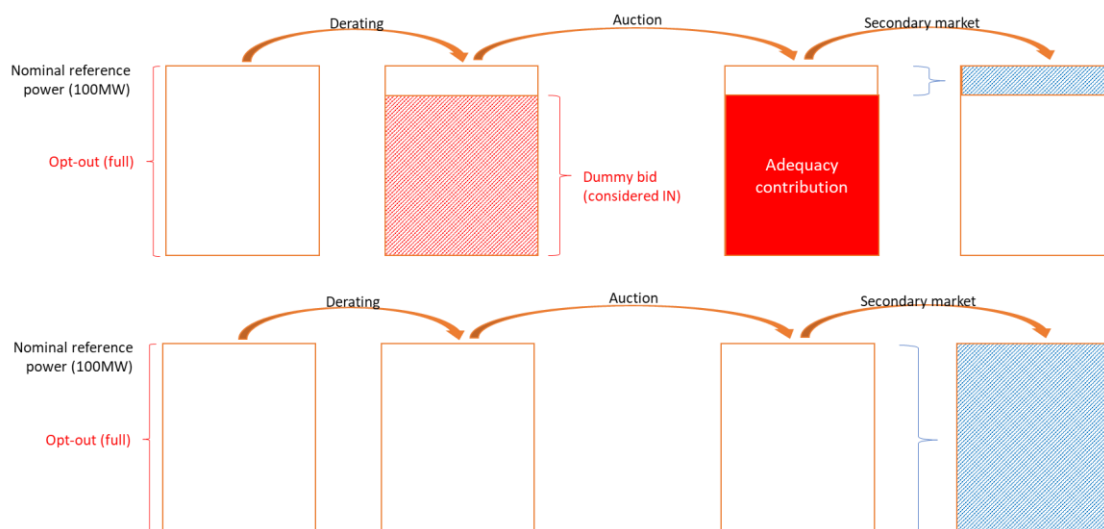 Derating
Auction
Secondary market
Nominal reference
power (100MW)
Opt-out (full)
Dummy bid
(considered IN)
Adequacy
contribution
Derating
Auction
Secondary market
Nominal reference
power (100MW)
Opt-out (full)